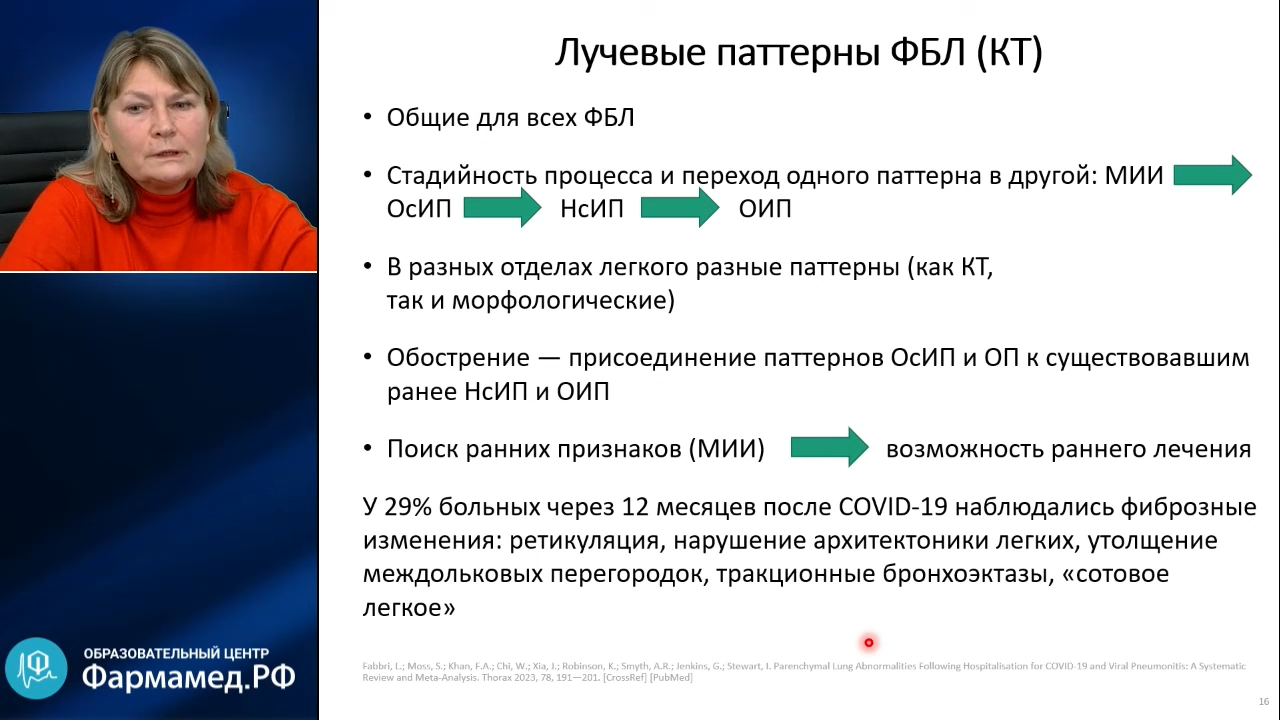 Лучевые паттерны ФБЛ (КТ)
• Общие для всех ФБЛ
• Стадийность процесса и переход одного паттерна в другой: МИИ
ОсИП НсИП ОИП
• В разных отделах легкого разные паттерны (как КТ,
так и морфологические)
• Обострение — присоединение паттернов ОсИП и ОП к существовавшим
ранее НсИП и ОИП
• Поиск ранних признаков (МИИ) возможность раннего лечения
У 29% больных через 12 месяцев после COVID-19 наблюдались фиброзные
изменения: ретикуляция, нарушение архитектоники легких, утолщение
междольковых перегородок, тракционные бронхоэктазы, «сотовое
легкое»
Fabbri, L.; Moss, S.; Khan, F.A.; Chi, W.; Xia, J.; Robinson, K.; Smyth, A.R.; Jenkins, G.; Stewart, I. Parenchymal Lung Abnormalities Following Hospitalisation for COVID-19 and Viral Pneumonitis: A Systematic
Review and Meta-Analysis. Thorax 2023, 78, 191—201. [CrossRef] [PubMed]
16
ОБРАЗОВАТЕЛЬНЫЙ ЦЕНТР
Фармамед.РФ